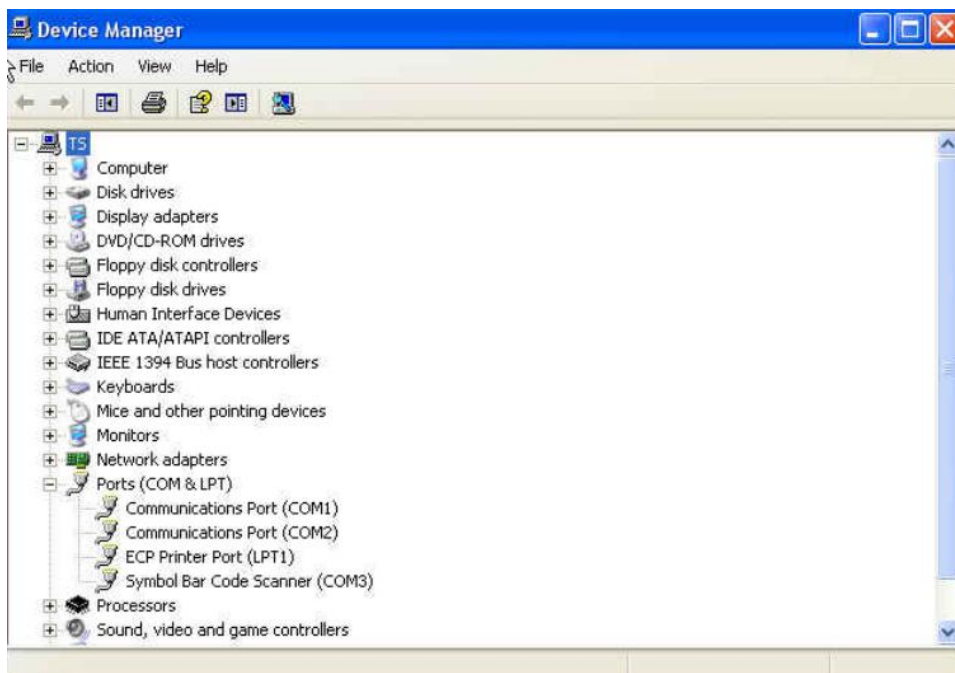 Device Manager
File Action View Help
TS
Computer
Disk drives
Display adapters
DVD/CD-ROM drives
Floppy disk controllers
Floppy disk drives
Human Interface Devices
IDE ATA/ATAPI controllers
IEEE 1394 Bus host controllers
Keyboards
Mice and other pointing devices
Monitors
Network adapters
Ports (COM & LPT)
Communications Port (COM1)
Communications Port (COM2)
ECP Printer Port (LPT1)
Symbol Bar Code Scanner (COM3)
Processors
Sound, video and game controllers